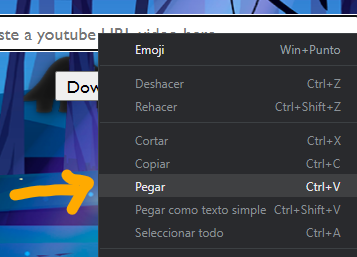 ste a youtube URL video here
Dow
Emoji Win+Punto
Deshacer Ctrl+Z
Rehacer Ctrl+Shift+Z
Cortar Ctrl+X
Copiar Ctrl+C
Pegar Ctrl+V
Pegar como texto simple Ctrl+Shift+V
Seleccionar todo Ctrl+A